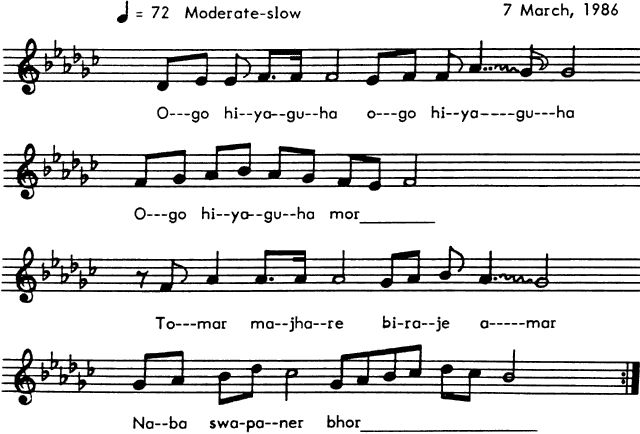 ♩ = 72 Moderate-slow 7 March, 1986
O---go hi--ya--gu--ha o---go hi--ya----gu---ha
O---go hi--ya--gu--ha mor________
To---mar ma--jha--re bi-ra--je a-----mar
Na--ba swa-pa--ner bhor____________________